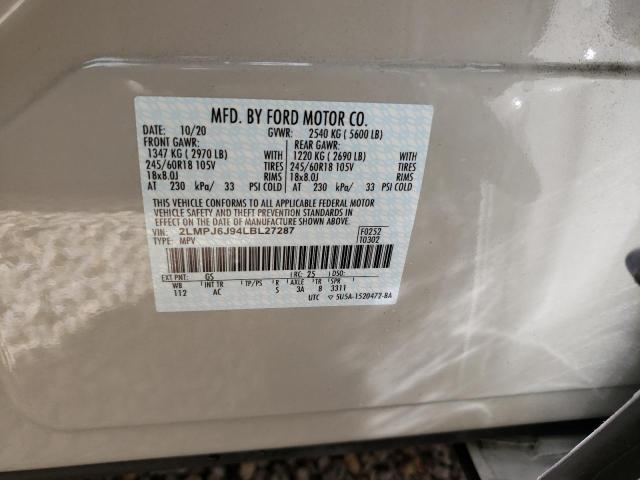 MFD. BY FORD MOTOR CO.
DATE: 10/20 GVWR: 2540 KG ( 5600 LB)
FRONT GAWR: REAR GAWR:
1347 KG ( 2970 LB) WITH 1220 KG ( 2690 LB) WITH
245/60R18 105V TIRES 245/60R18 105V TIRES
18x8.0J RIMS 18x8.0J RIMS
AT 230 kPa/ 33 PSI COLD AT 230 kPa/ 33 PSI COLD
THIS VEHICLE CONFORMS TO ALL APPLICABLE FEDERAL MOTOR
VEHICLE SAFETY AND THEFT PREVENTION STANDARDS IN
EFFECT ON THE DATE OF MANUFACTURE SHOWN ABOVE.
VIN: 2LMPJ6J94LBL27287 F0252
TYPE: MPV 10302
EXT PNT: GS RC: 25 DSO:
WB INT TR TP/PS R AXLE TR SPR
112 AC S 3A B 3311
UTC ▽ 5U5A-1520472-BA